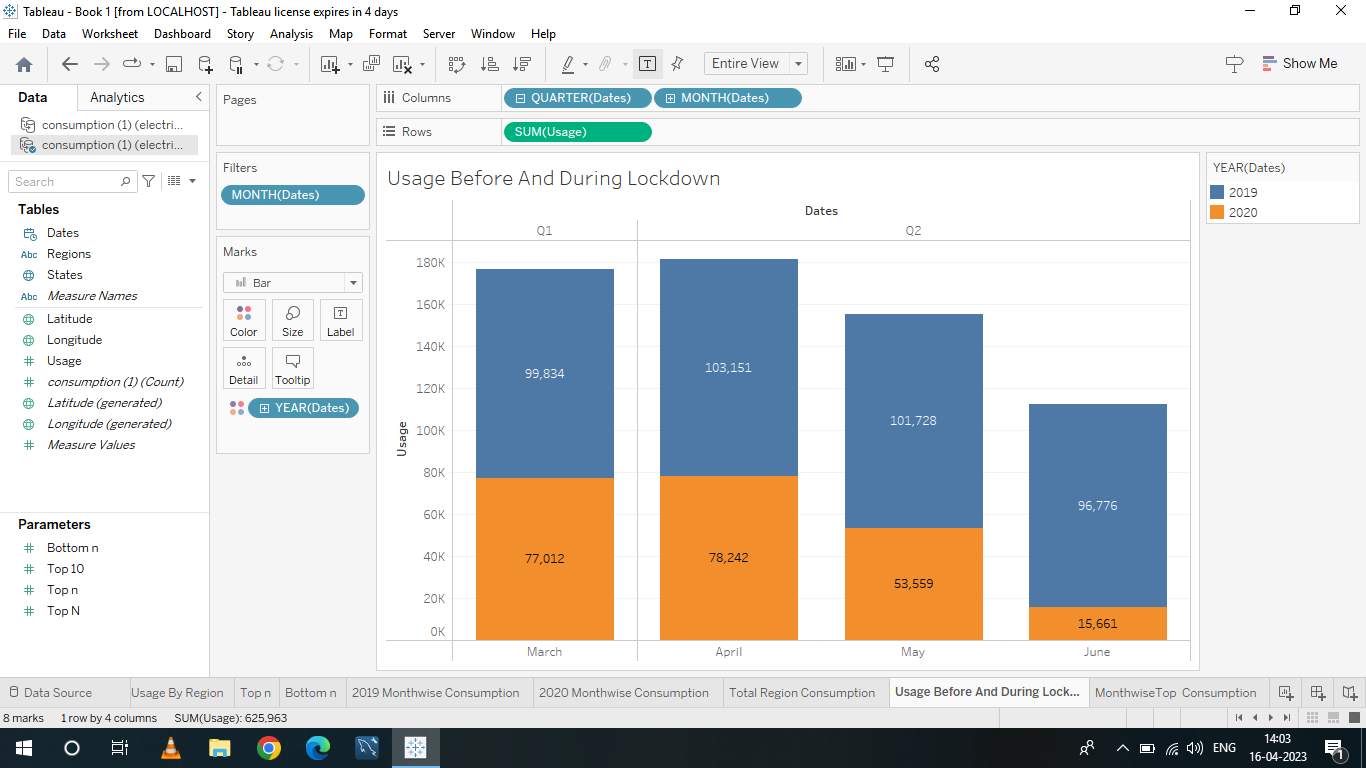 Tableau - Book 1 [from LOCALHOST] - Tableau license expires in 4 days
File Data Worksheet Dashboard Story Analysis Map Format Server Window Help
Entire View
Show Me
Data Analytics
consumption (1) (electri...
consumption (1) (electri...
Search
Tables
Dates
Abc Regions
States
Abc Measure Names
Latitude
Longitude
Usage
consumption (1) (Count)
Latitude (generated)
Longitude (generated)
Measure Values
Parameters
Bottom n
Top 10
Top n
Top N
Pages
Filters
MONTH(Dates)
Marks
Bar
Color Size Label
Detail Tooltip
YEAR(Dates)
Columns QUARTER(Dates) MONTH(Dates)
Rows SUM(Usage)
Usage Before And During Lockdown
Dates
Q1 Q2
Usage
180K
160K
140K
120K
100K
80K
60K
40K
20K
0K
99,834 103,151 101,728 96,776
77,012 78,242 53,559 15,661
March April May June
YEAR(Dates)
2019
2020
Data Source Usage By Region Top n Bottom n 2019 Monthwise Consumption 2020 Monthwise Consumption Total Region Consumption Usage Before And During Lock... MonthwiseTop Consumption
8 marks 1 row by 4 columns SUM(Usage): 625,963
ENG
14:03
16-04-2023
1